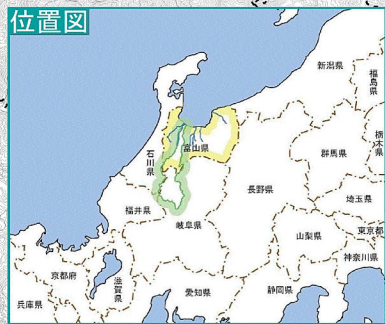 位置図
新潟県
福島県
栃木県
富山県
石川県
群馬県
長野県
福井県
岐阜県
埼玉県
東京都
山梨県
神奈川県
京都府
滋賀県
愛知県
静岡県
兵庫県